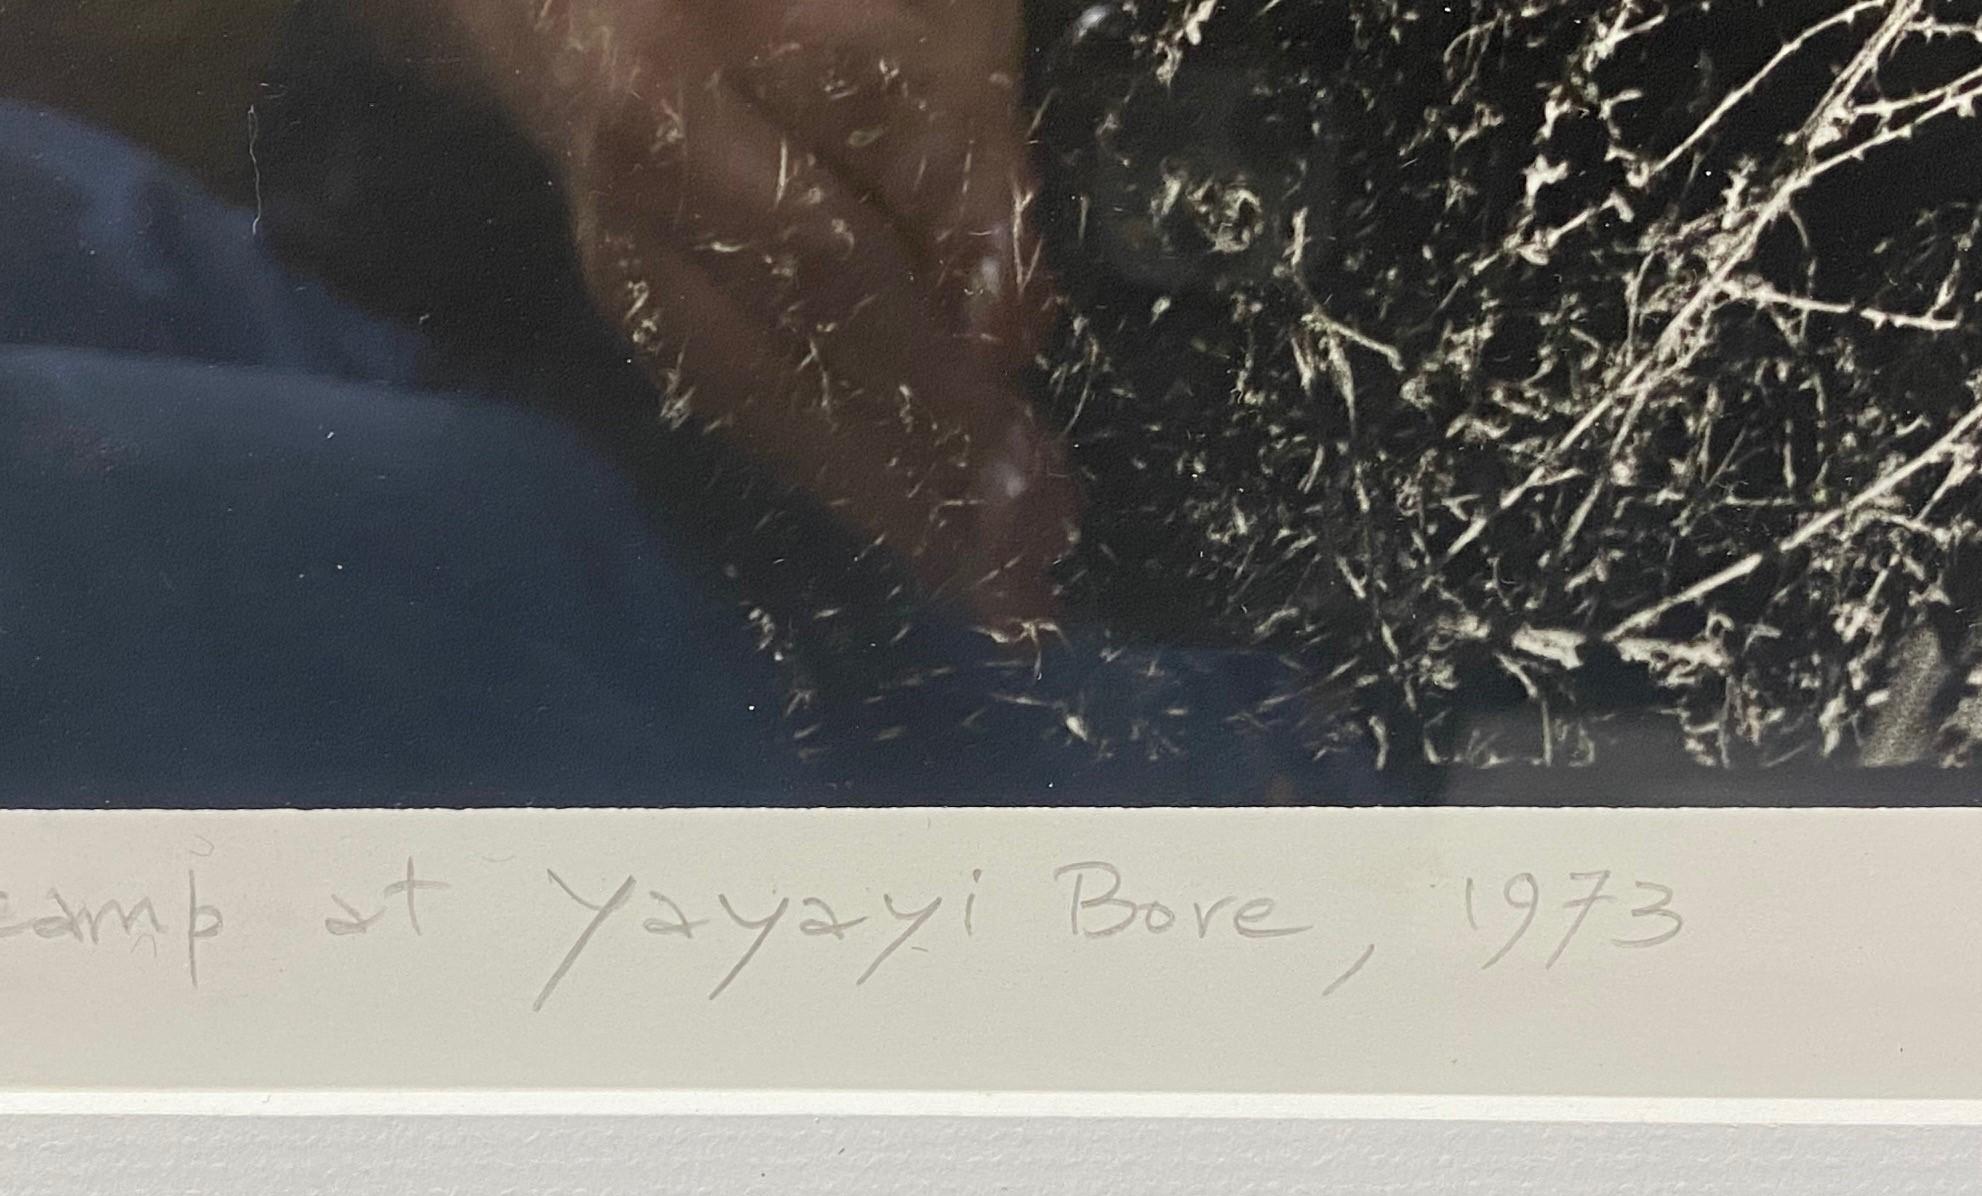 camp at Yayayi Bore, 1973